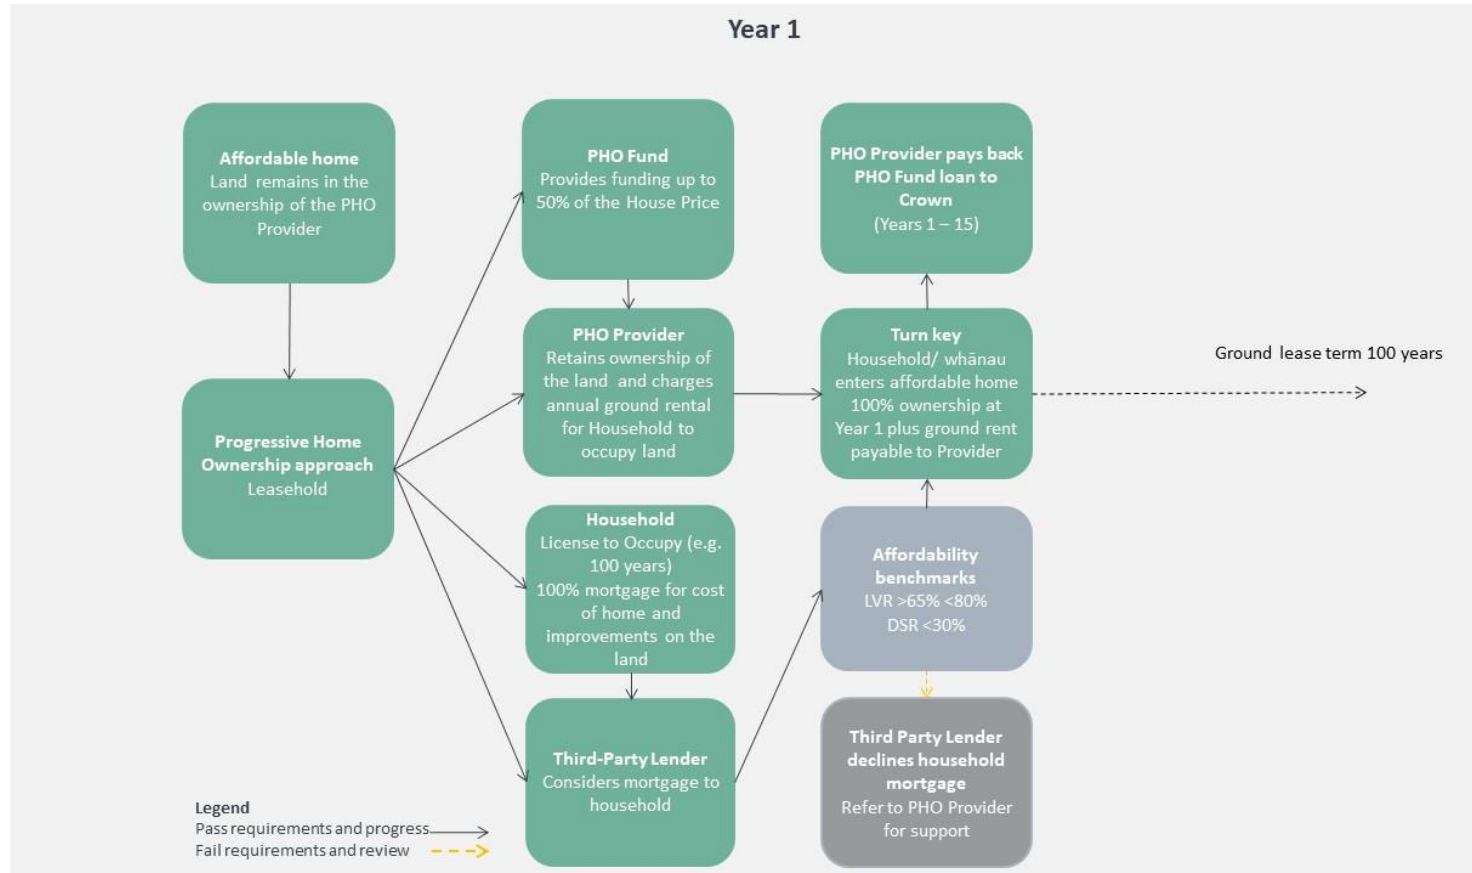 Year 1
Affordable home
Land remains in the
ownership of the PHO
Provider
Progressive Home
Ownership approach
Leasehold
PHO Fund
Provides funding up to
50% of the House Price
PHO Provider
Retains ownership of
the land and charges
annual ground rental
for Household to
occupy land
Household
License to Occupy (e.g.
100 years)
100% mortgage for cost
of home and
improvements on the
land
Third-Party Lender
Considers mortgage to
household
PHO Provider pays back
PHO Fund loan to
Crown
(Years 1 – 15)
Turn key
Household/ whānau
enters affordable home
100% ownership at
Year 1 plus ground rent
payable to Provider
Affordability
benchmarks
LVR >65% <80%
DSR <30%
Third Party Lender
declines household
mortgage
Refer to PHO Provider
for support
Ground lease term 100 years
Legend
Pass requirements and progress
Fail requirements and review